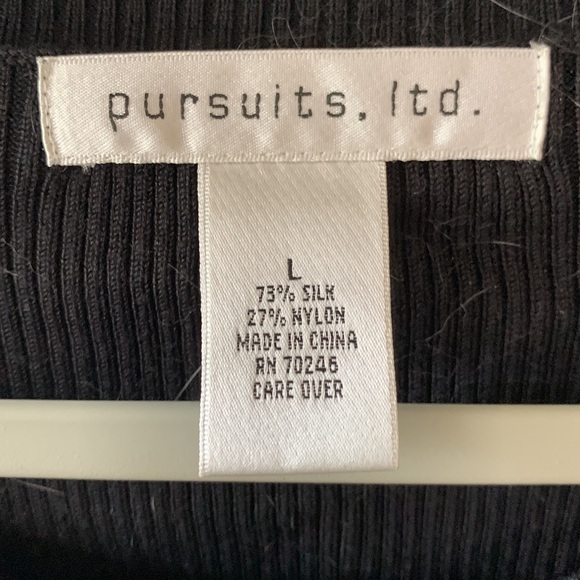 pursuits, ltd.
L
73% SILK
27% NYLON
MADE IN CHINA
RN 70246
CARE OVER